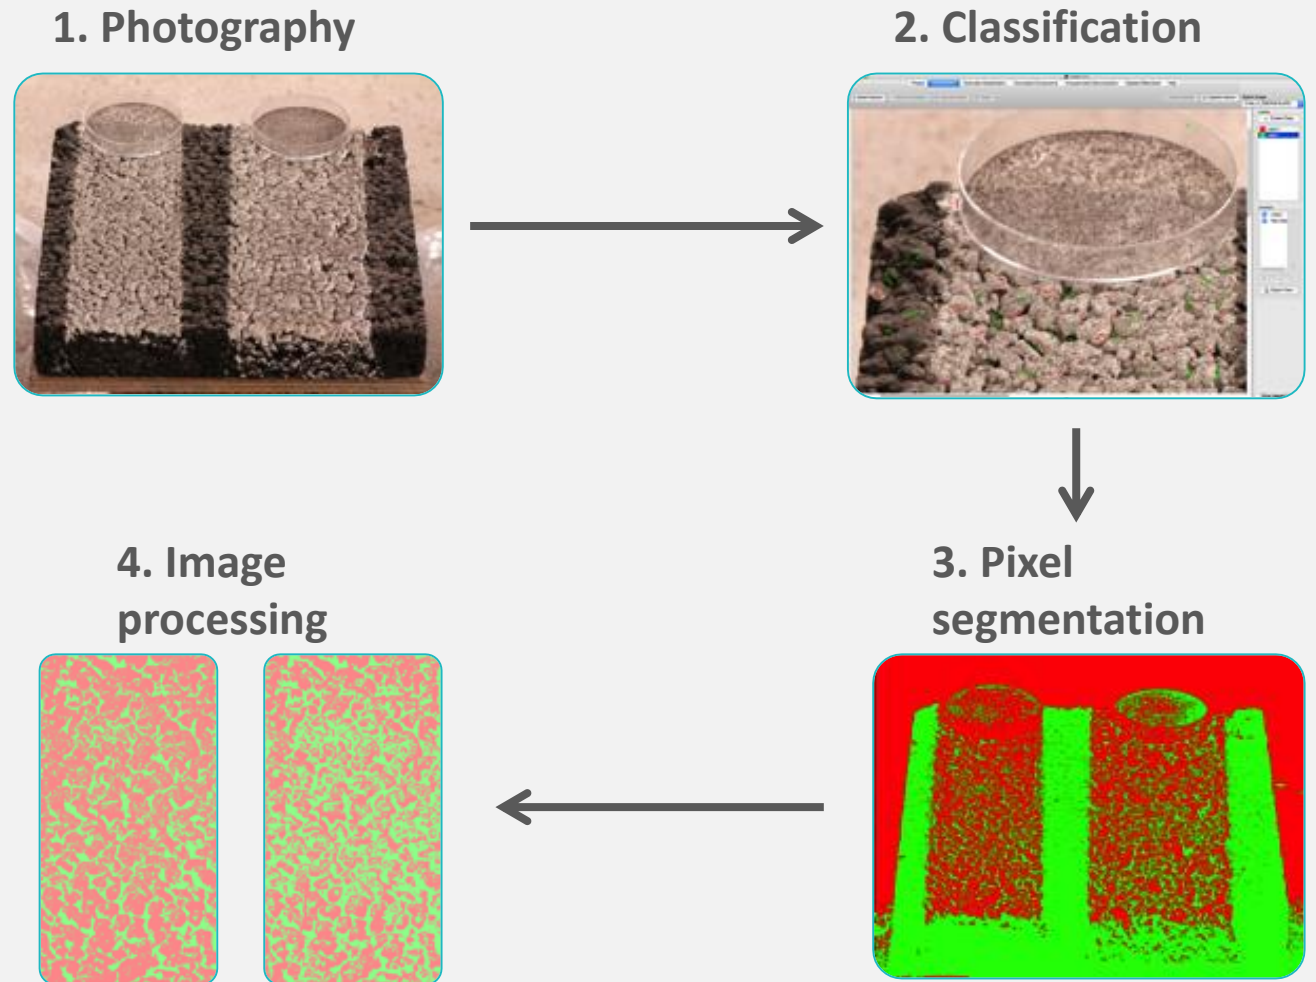 1. Photography
2. Classification
4. Image
processing
3. Pixel
segmentation